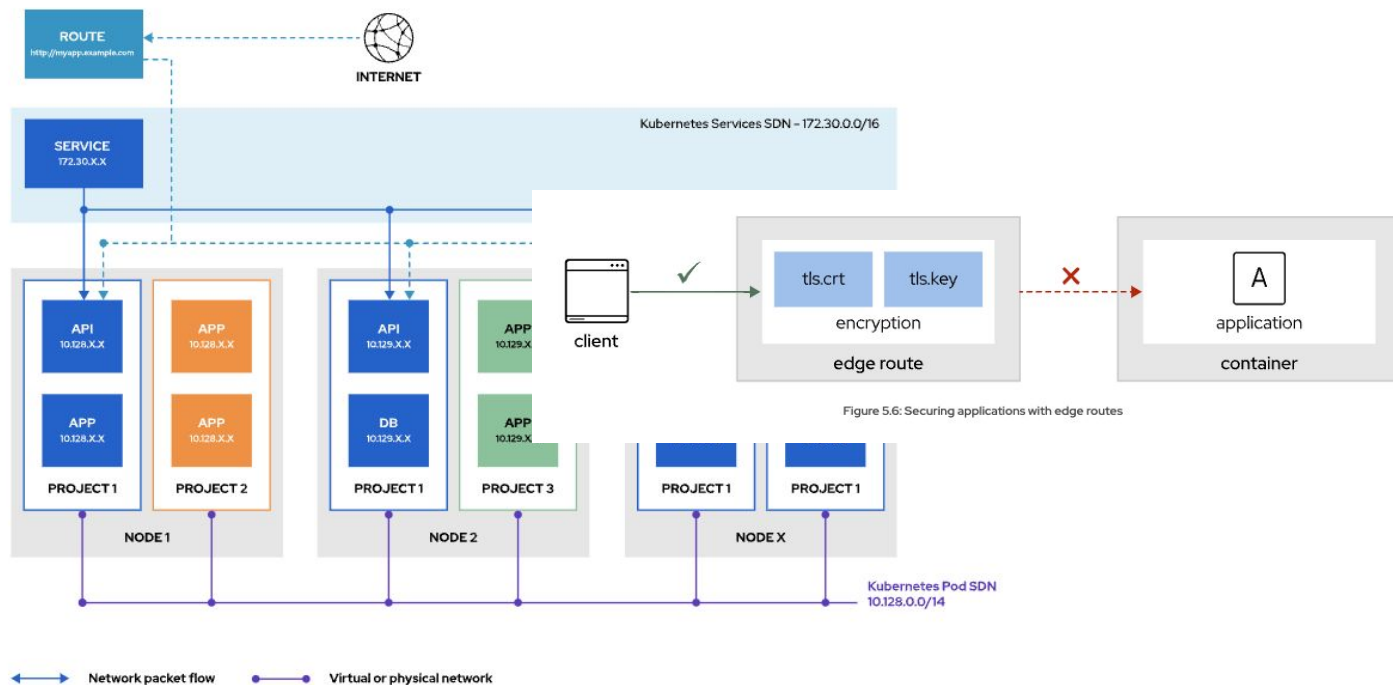 ROUTE
http://myapp.example.com
INTERNET
Kubernetes Services SDN – 172.30.0.0/16
SERVICE
172.30.X.X
API
10.128.X.X
APP
10.128.X.X
APP
10.128.X.X
APP
10.128.X.X
PROJECT 1
PROJECT 2
NODE 1
API
10.129.X.X
APP
DB
10.129.X.X
APP
PROJECT 1
PROJECT 3
NODE 2
PROJECT 1
PROJECT 1
NODE X
client
tls.crt
tls.key
encryption
edge route
A
application
container
Figure 5.6: Securing applications with edge routes
Kubernetes Pod SDN
10.128.0.0/14
Network packet flow
Virtual or physical network